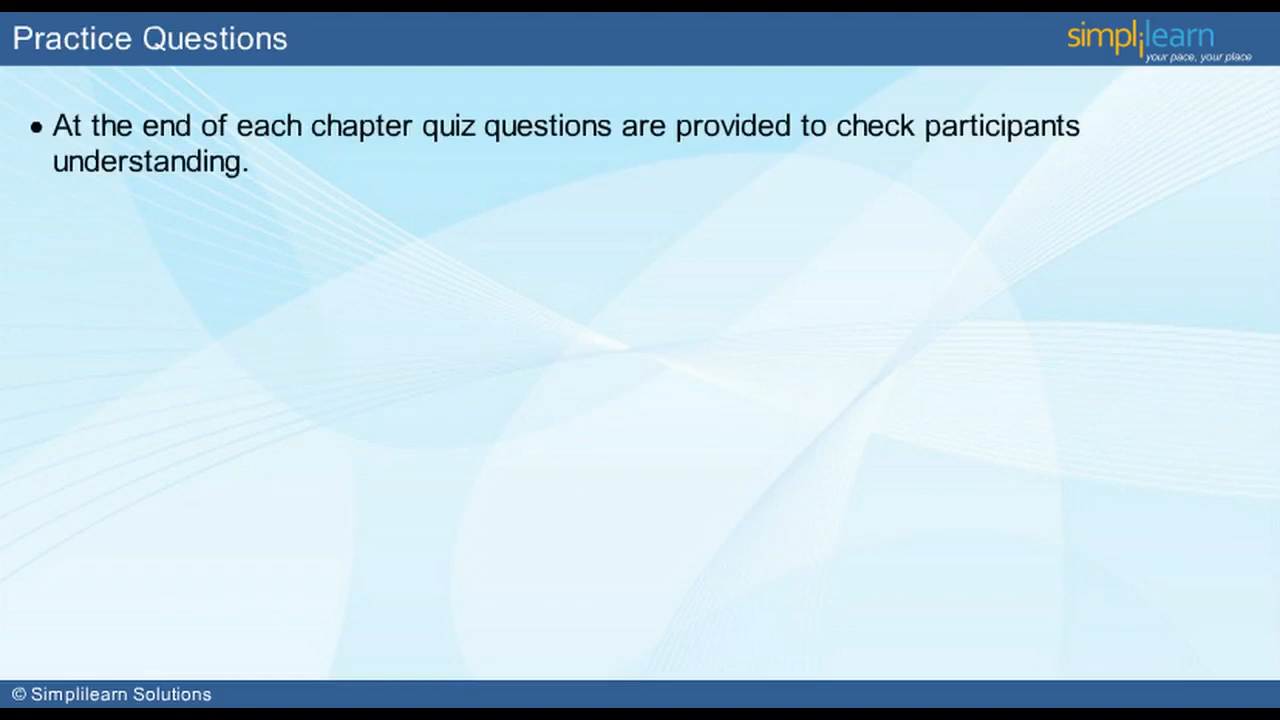 Practice Questions
simplilearn
your pace, your place
• At the end of each chapter quiz questions are provided to check participants
understanding.
© Simplilearn Solutions